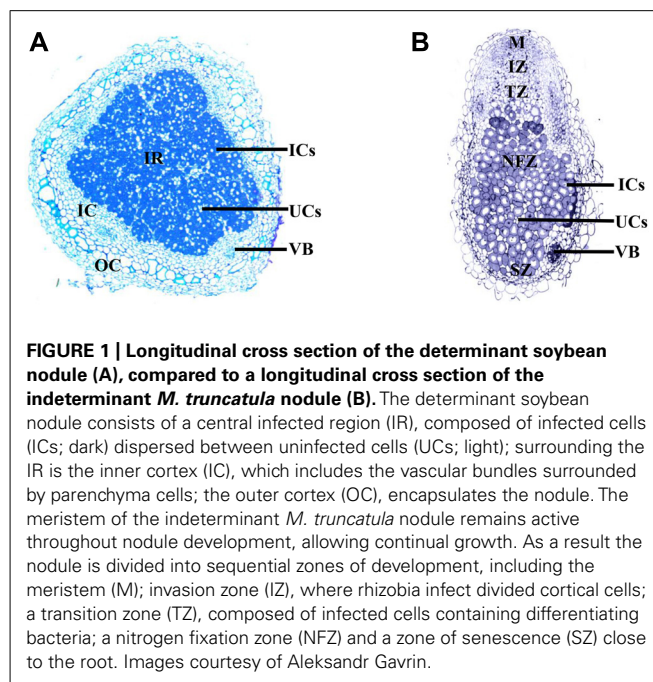 A
B
M
IZ
TZ
IR
ICs
NFZ
ICs
IC
UCs
UCs
VB
VB
OC
SZ
FIGURE 1 | Longitudinal cross section of the determinant soybean
nodule (A), compared to a longitudinal cross section of the
indeterminant M. truncatula nodule (B). The determinant soybean
nodule consists of a central infected region (IR), composed of infected cells
(ICs; dark) dispersed between uninfected cells (UCs; light); surrounding the
IR is the inner cortex (IC), which includes the vascular bundles surrounded
by parenchyma cells; the outer cortex (OC), encapsulates the nodule. The
meristem of the indeterminant M. truncatula nodule remains active
throughout nodule development, allowing continual growth. As a result the
nodule is divided into sequential zones of development, including the
meristem (M); invasion zone (IZ), where rhizobia infect divided cortical cells;
a transition zone (TZ), composed of infected cells containing differentiating
bacteria; a nitrogen fixation zone (NFZ) and a zone of senescence (SZ) close
to the root. Images courtesy of Aleksandr Gavrin.